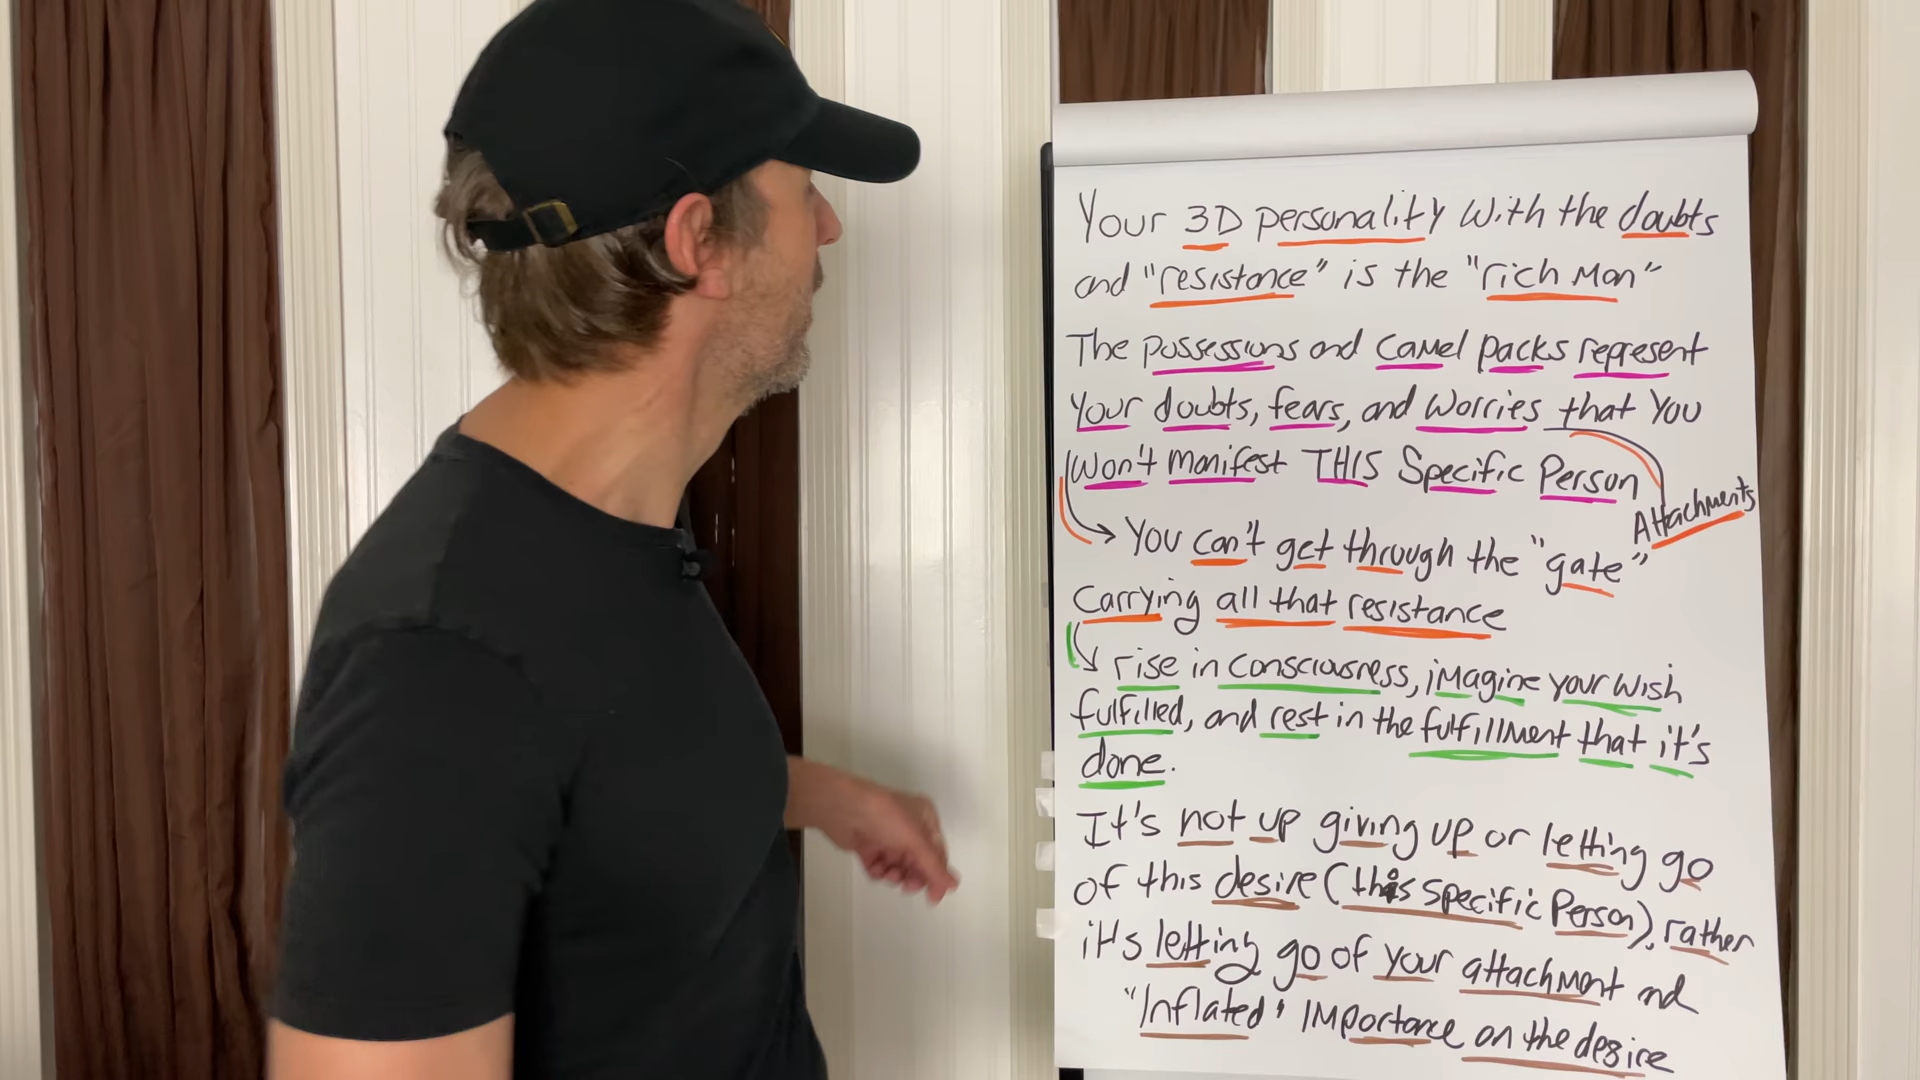 Your 3D personality with the doubts
and "resistance" is the "rich man"
The possessions and camel packs represent
Your doubts, fears, and worries that you
won't manifest THIS Specific Person
Attachments
You can't get through the "gate"
Carrying all that resistance
rise in consciousness, imagine your wish
fulfilled, and rest in the fulfillment that it's
done.
It's not up giving up or letting go
of this desire (this specific Person), rather
it's letting go of your attachment and
"Inflated" importance on the desire